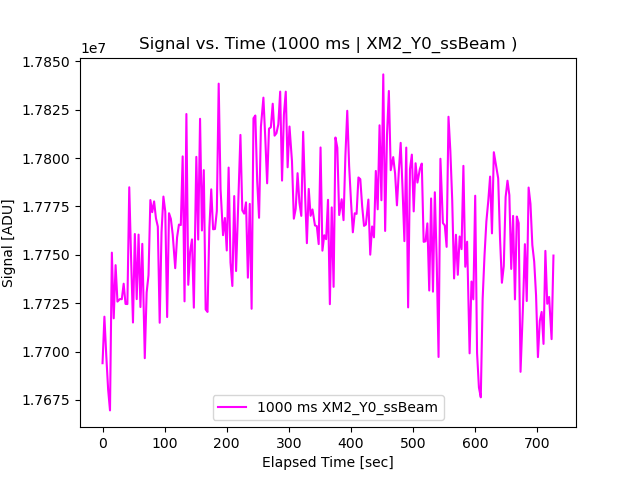 Signal vs. Time (1000 ms | XM2_Y0_ssBeam )
1e7
1.7850
1.7825
1.7800
1.7775
1.7750
1.7725
1.7700
1.7675
Signal [ADU]
1000 ms XM2_Y0_ssBeam
0 100 200 300 400 500 600 700
Elapsed Time [sec]